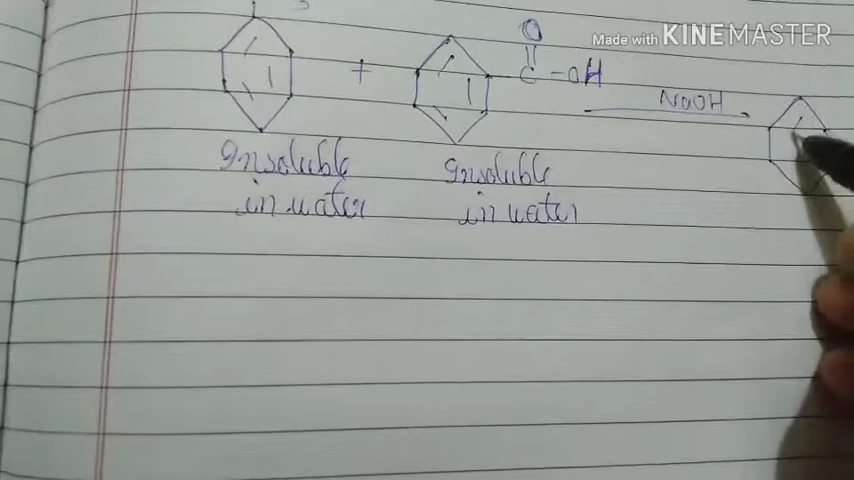 Made with KINEMASTER
O
+ C -OH NaOH
Insoluble Insoluble
in water in water